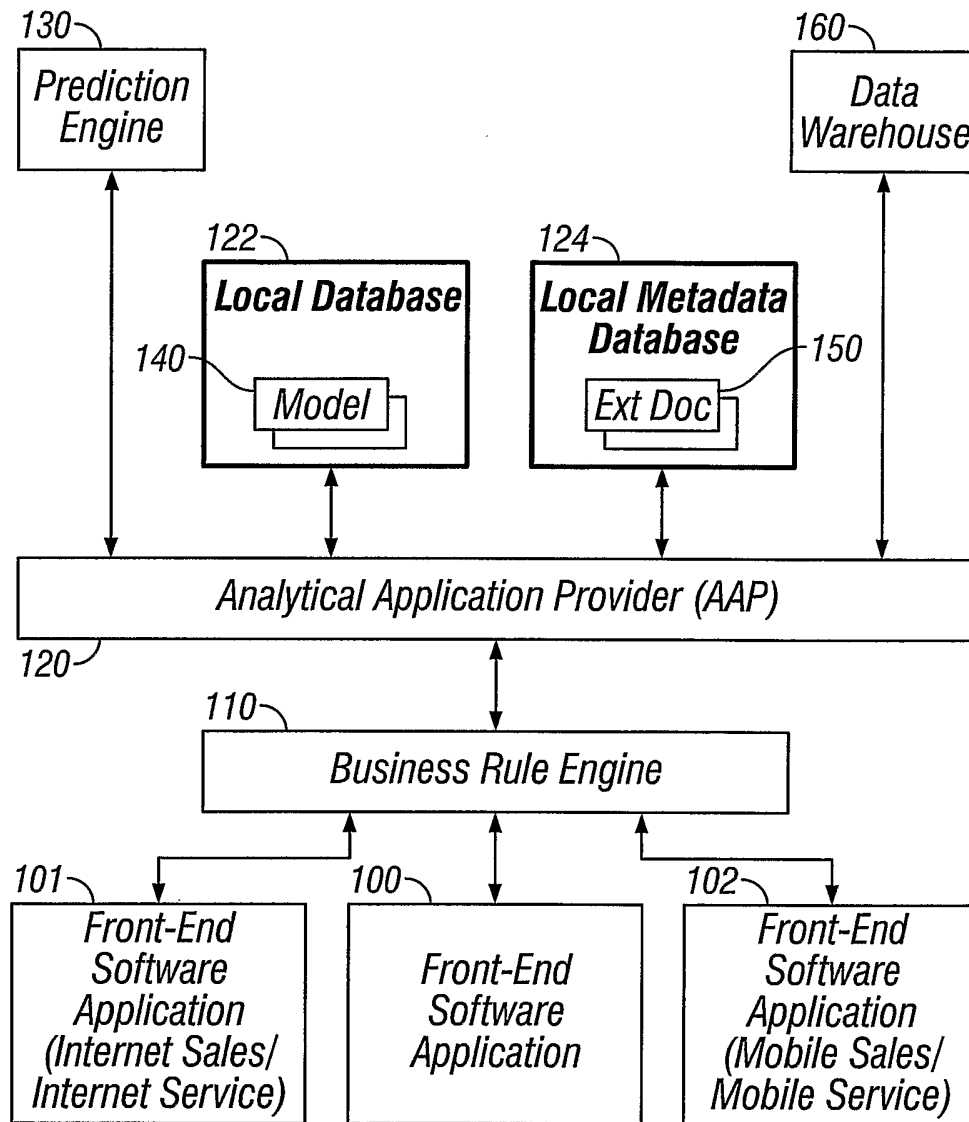 130
Prediction
Engine
160
Data
Warehouse
122
Local Database
140
Model
124
Local Metadata
Database
150
Ext Doc
Analytical Application Provider (AAP)
120
110
Business Rule Engine
101
Front-End
Software
Application
(Internet Sales/
Internet Service)
100
Front-End
Software
Application
102
Front-End
Software
Application
(Mobile Sales/
Mobile Service)